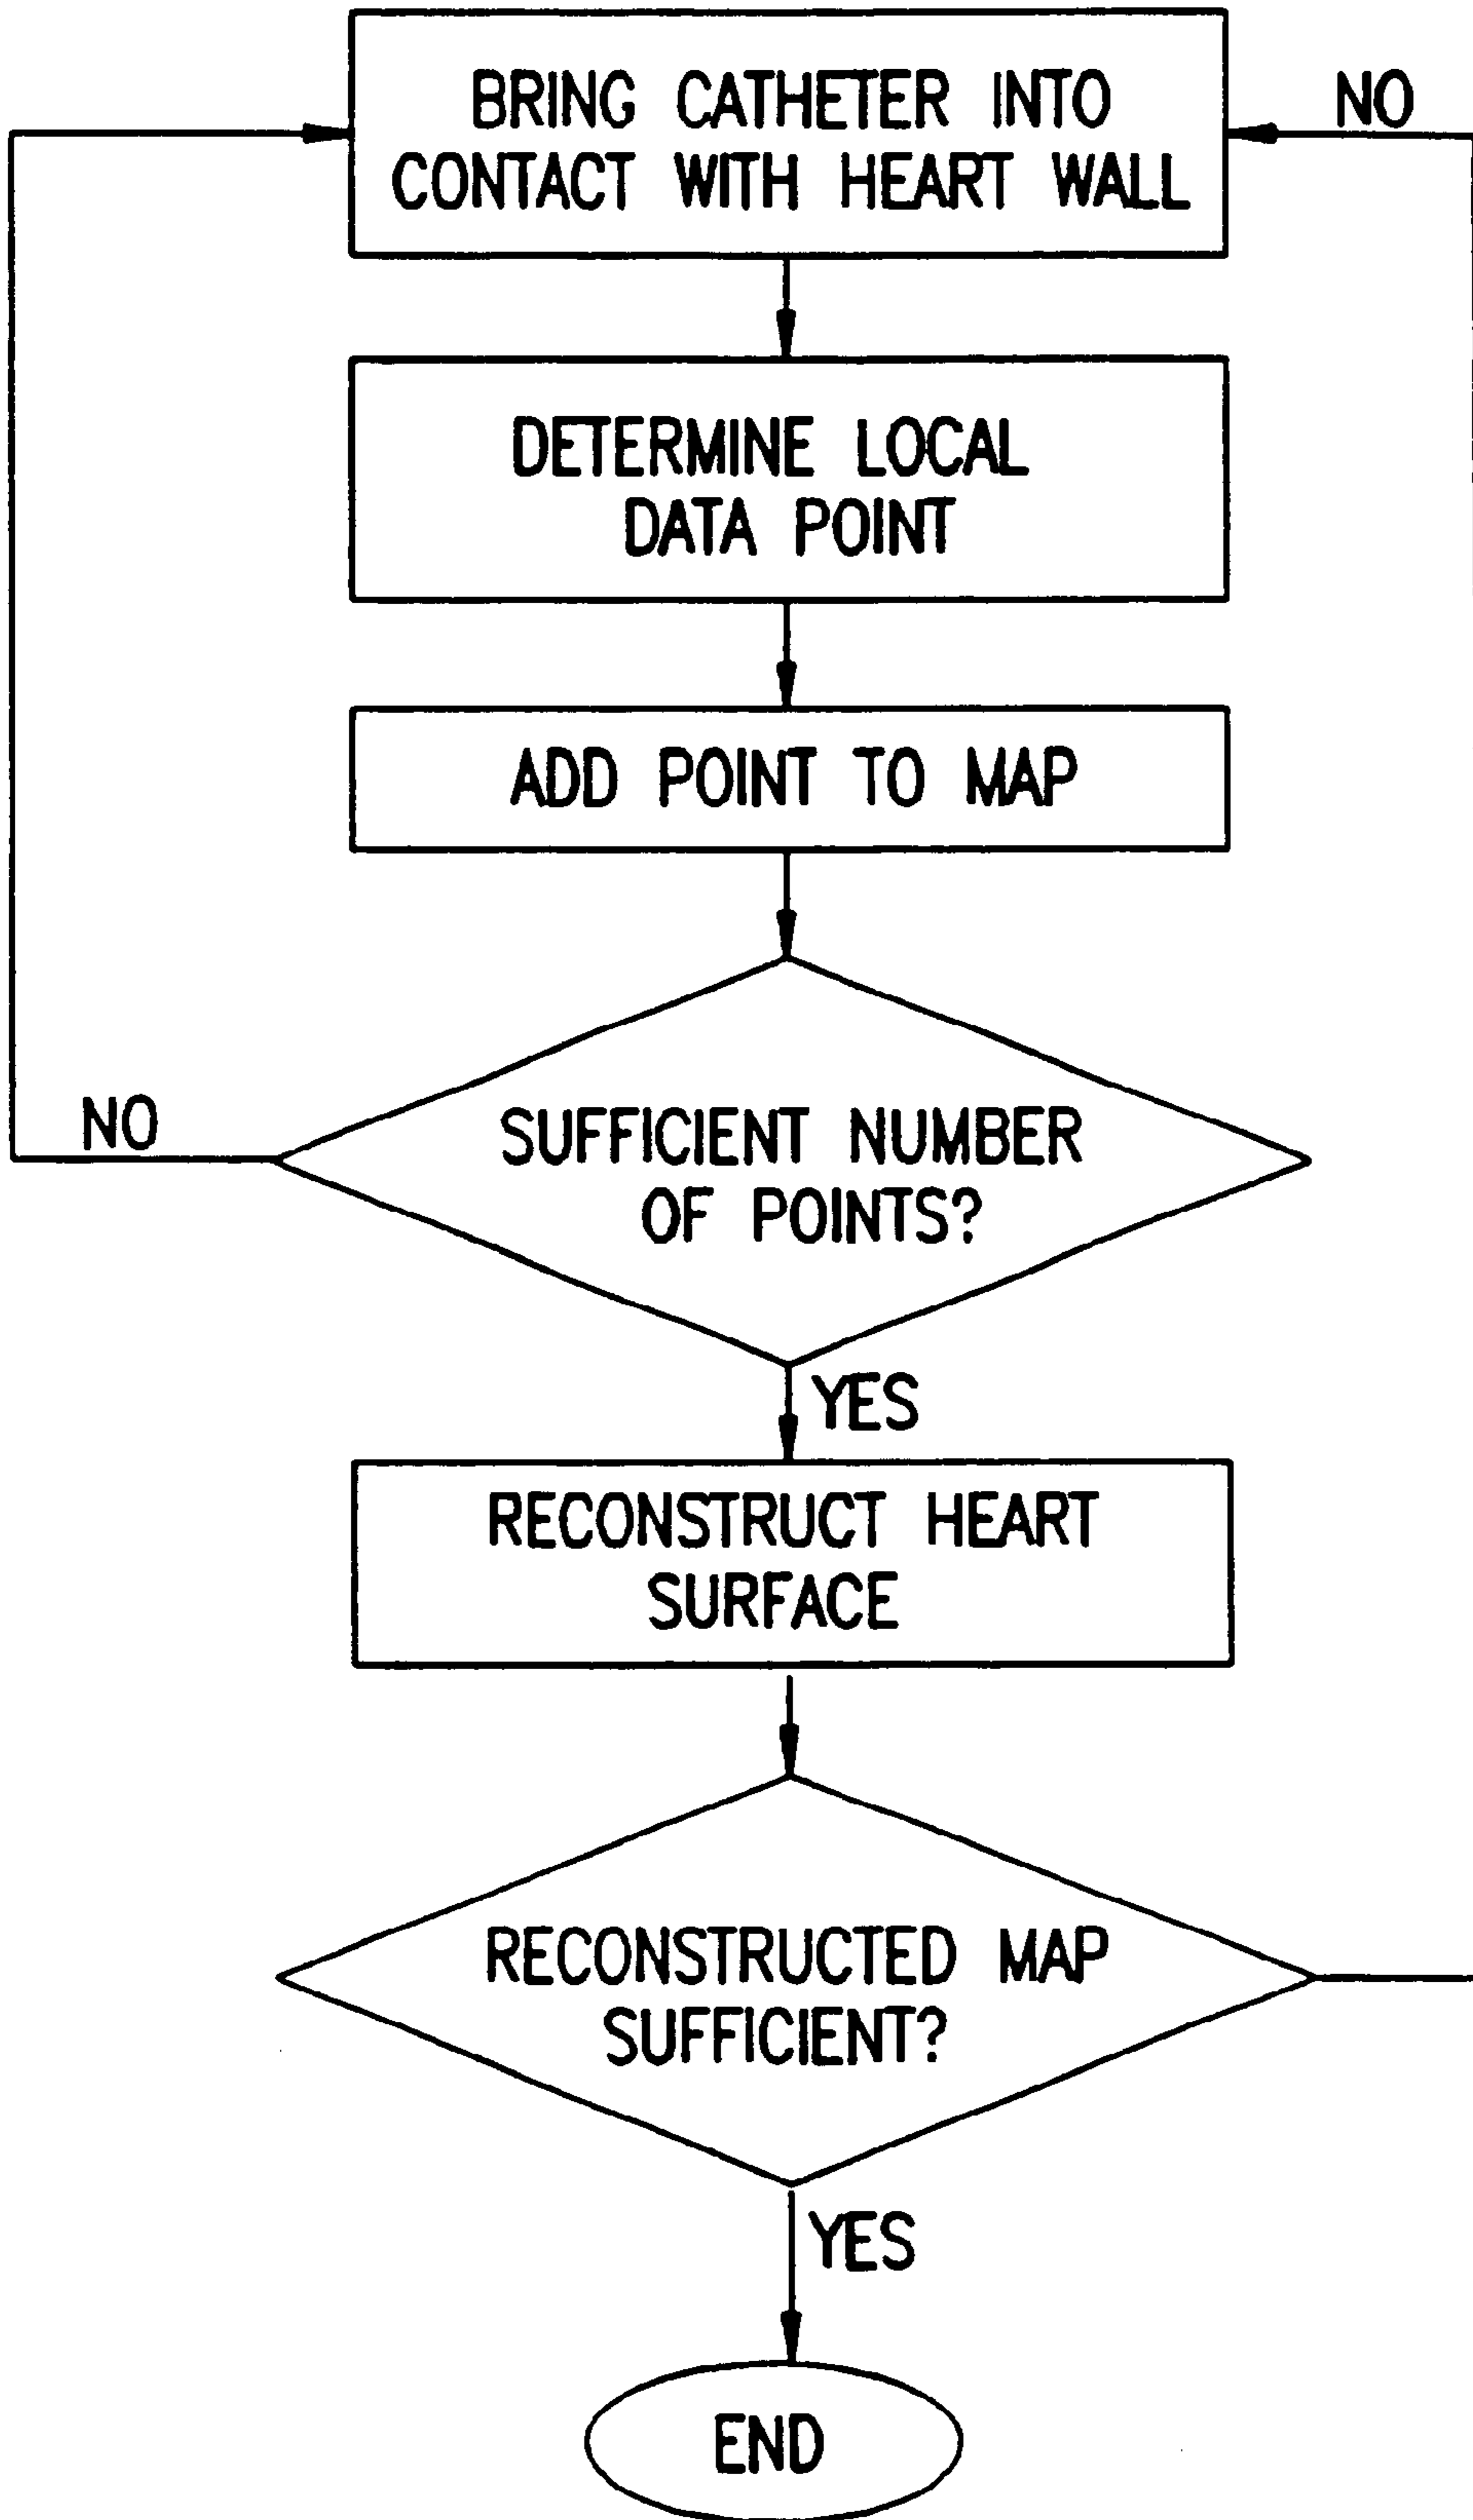 BRING CATHETER INTO
CONTACT WITH HEART WALL
NO
DETERMINE LOCAL
DATA POINT
ADD POINT TO MAP
NO
SUFFICIENT NUMBER
OF POINTS?
YES
RECONSTRUCT HEART
SURFACE
RECONSTRUCTED MAP
SUFFICIENT?
YES
END